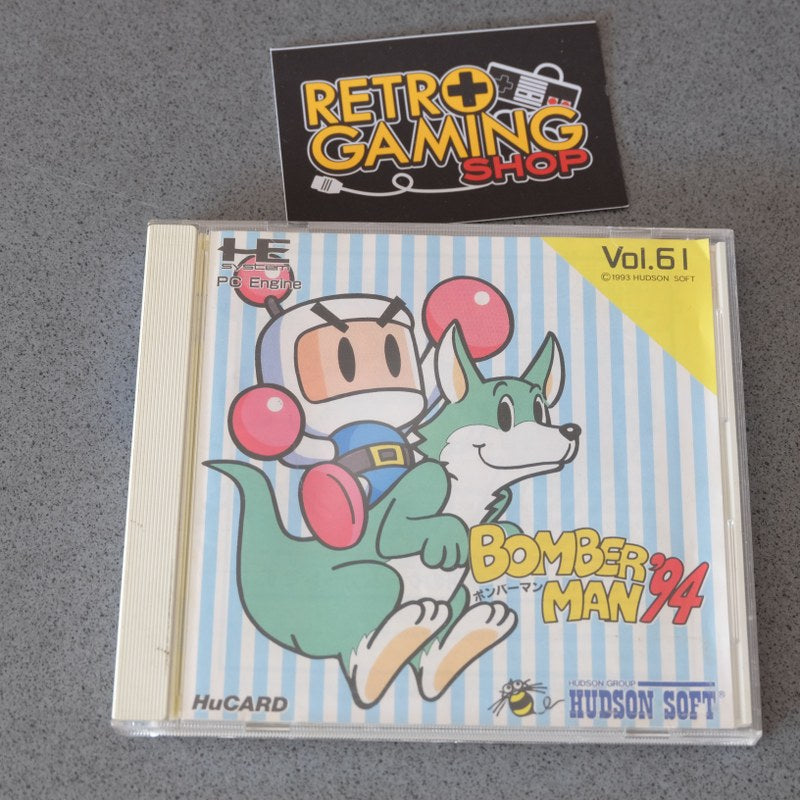 RETRO
GAMING
SHOP
HE
SYSTEM
PC Engine
Vol.61
©1993 HUDSON SOFT
BOMBER
MAN '94
ボンバーマン
HuCARD
HUDSON GROUP
HUDSON SOFT®